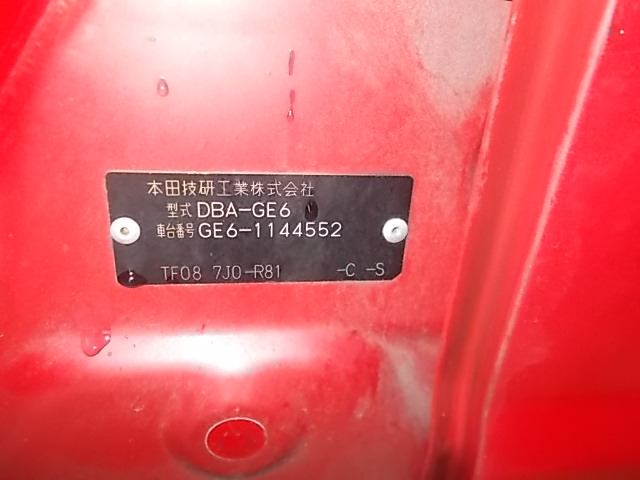 本田技研工業株式会社
型式 DBA-GE6
車台番号 GE6-1144552
TF08 7J0-R81 -C -S